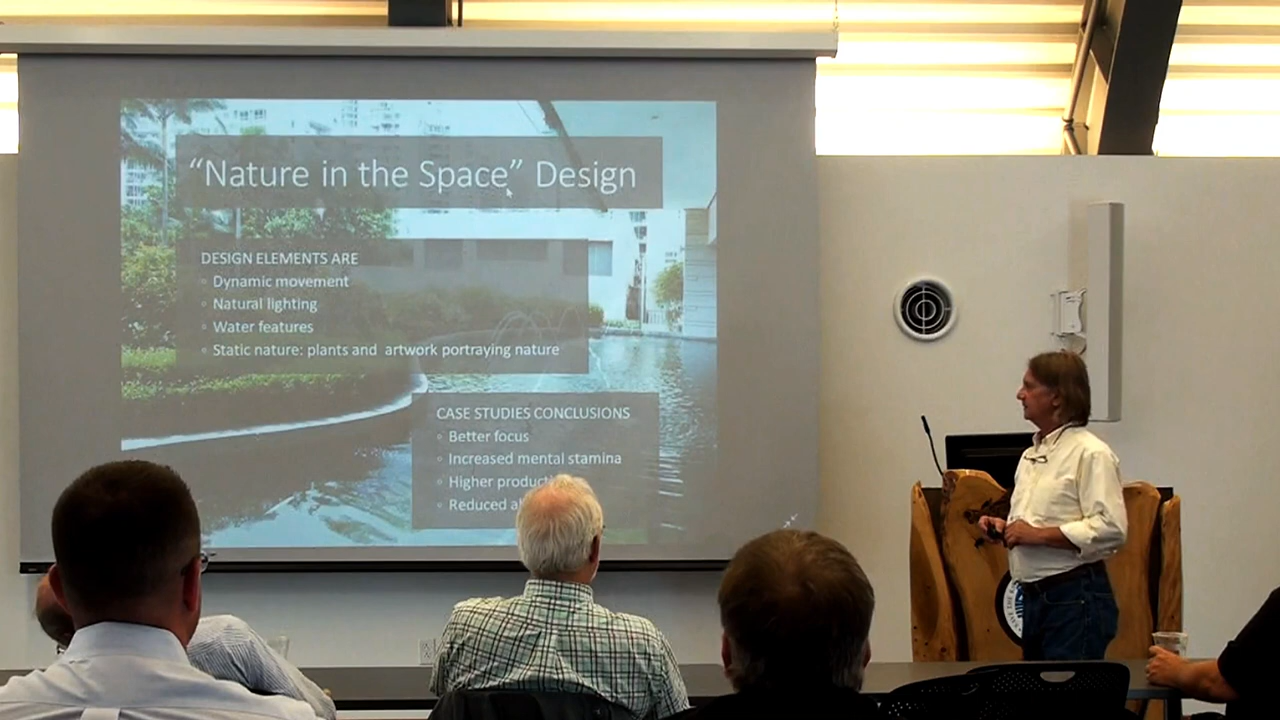 “Nature in the Space” Design
DESIGN ELEMENTS ARE
◦ Dynamic movement
◦ Natural lighting
◦ Water features
◦ Static nature: plants and artwork portraying nature
CASE STUDIES CONCLUSIONS
◦ Better focus
◦ Increased mental stamina
◦ Higher
◦ Reduced